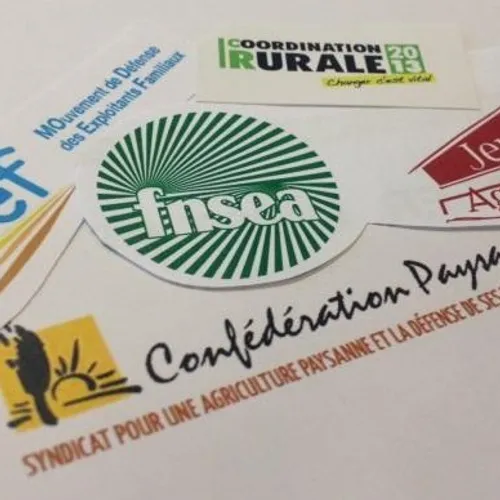 COORDINATION
RURALE 2013
Changer c'est vital
MOuvement de Défense
des Exploitants Familiaux
ef
fnsea
Confédération
SYNDICAT POUR UNE AGRICULTURE PAYSANNE ET LA DÉFENSE DE SES